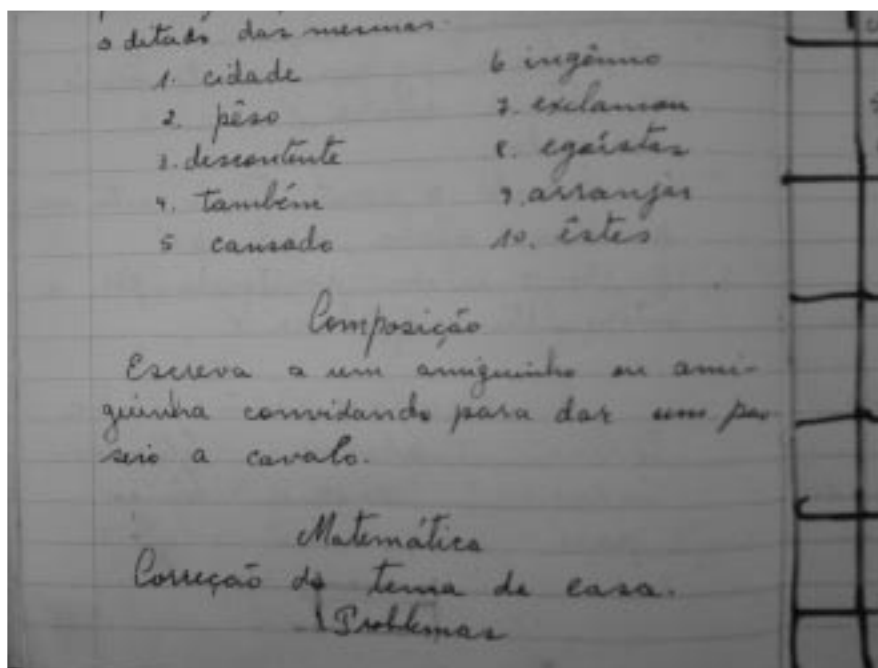 o ditado das mesmas.
1. cidade
2. pêso
3. descontente
4. também
5 cansado
6 ingênuo
7. exclamou
8. egoístas
9. arranjar
10. êstes
Composição
Escreva a um amiguinho ou ami-
guinha convidando para dar um pas
seio a cavalo.
Matemática
Correção do tema de casa.
Problemas